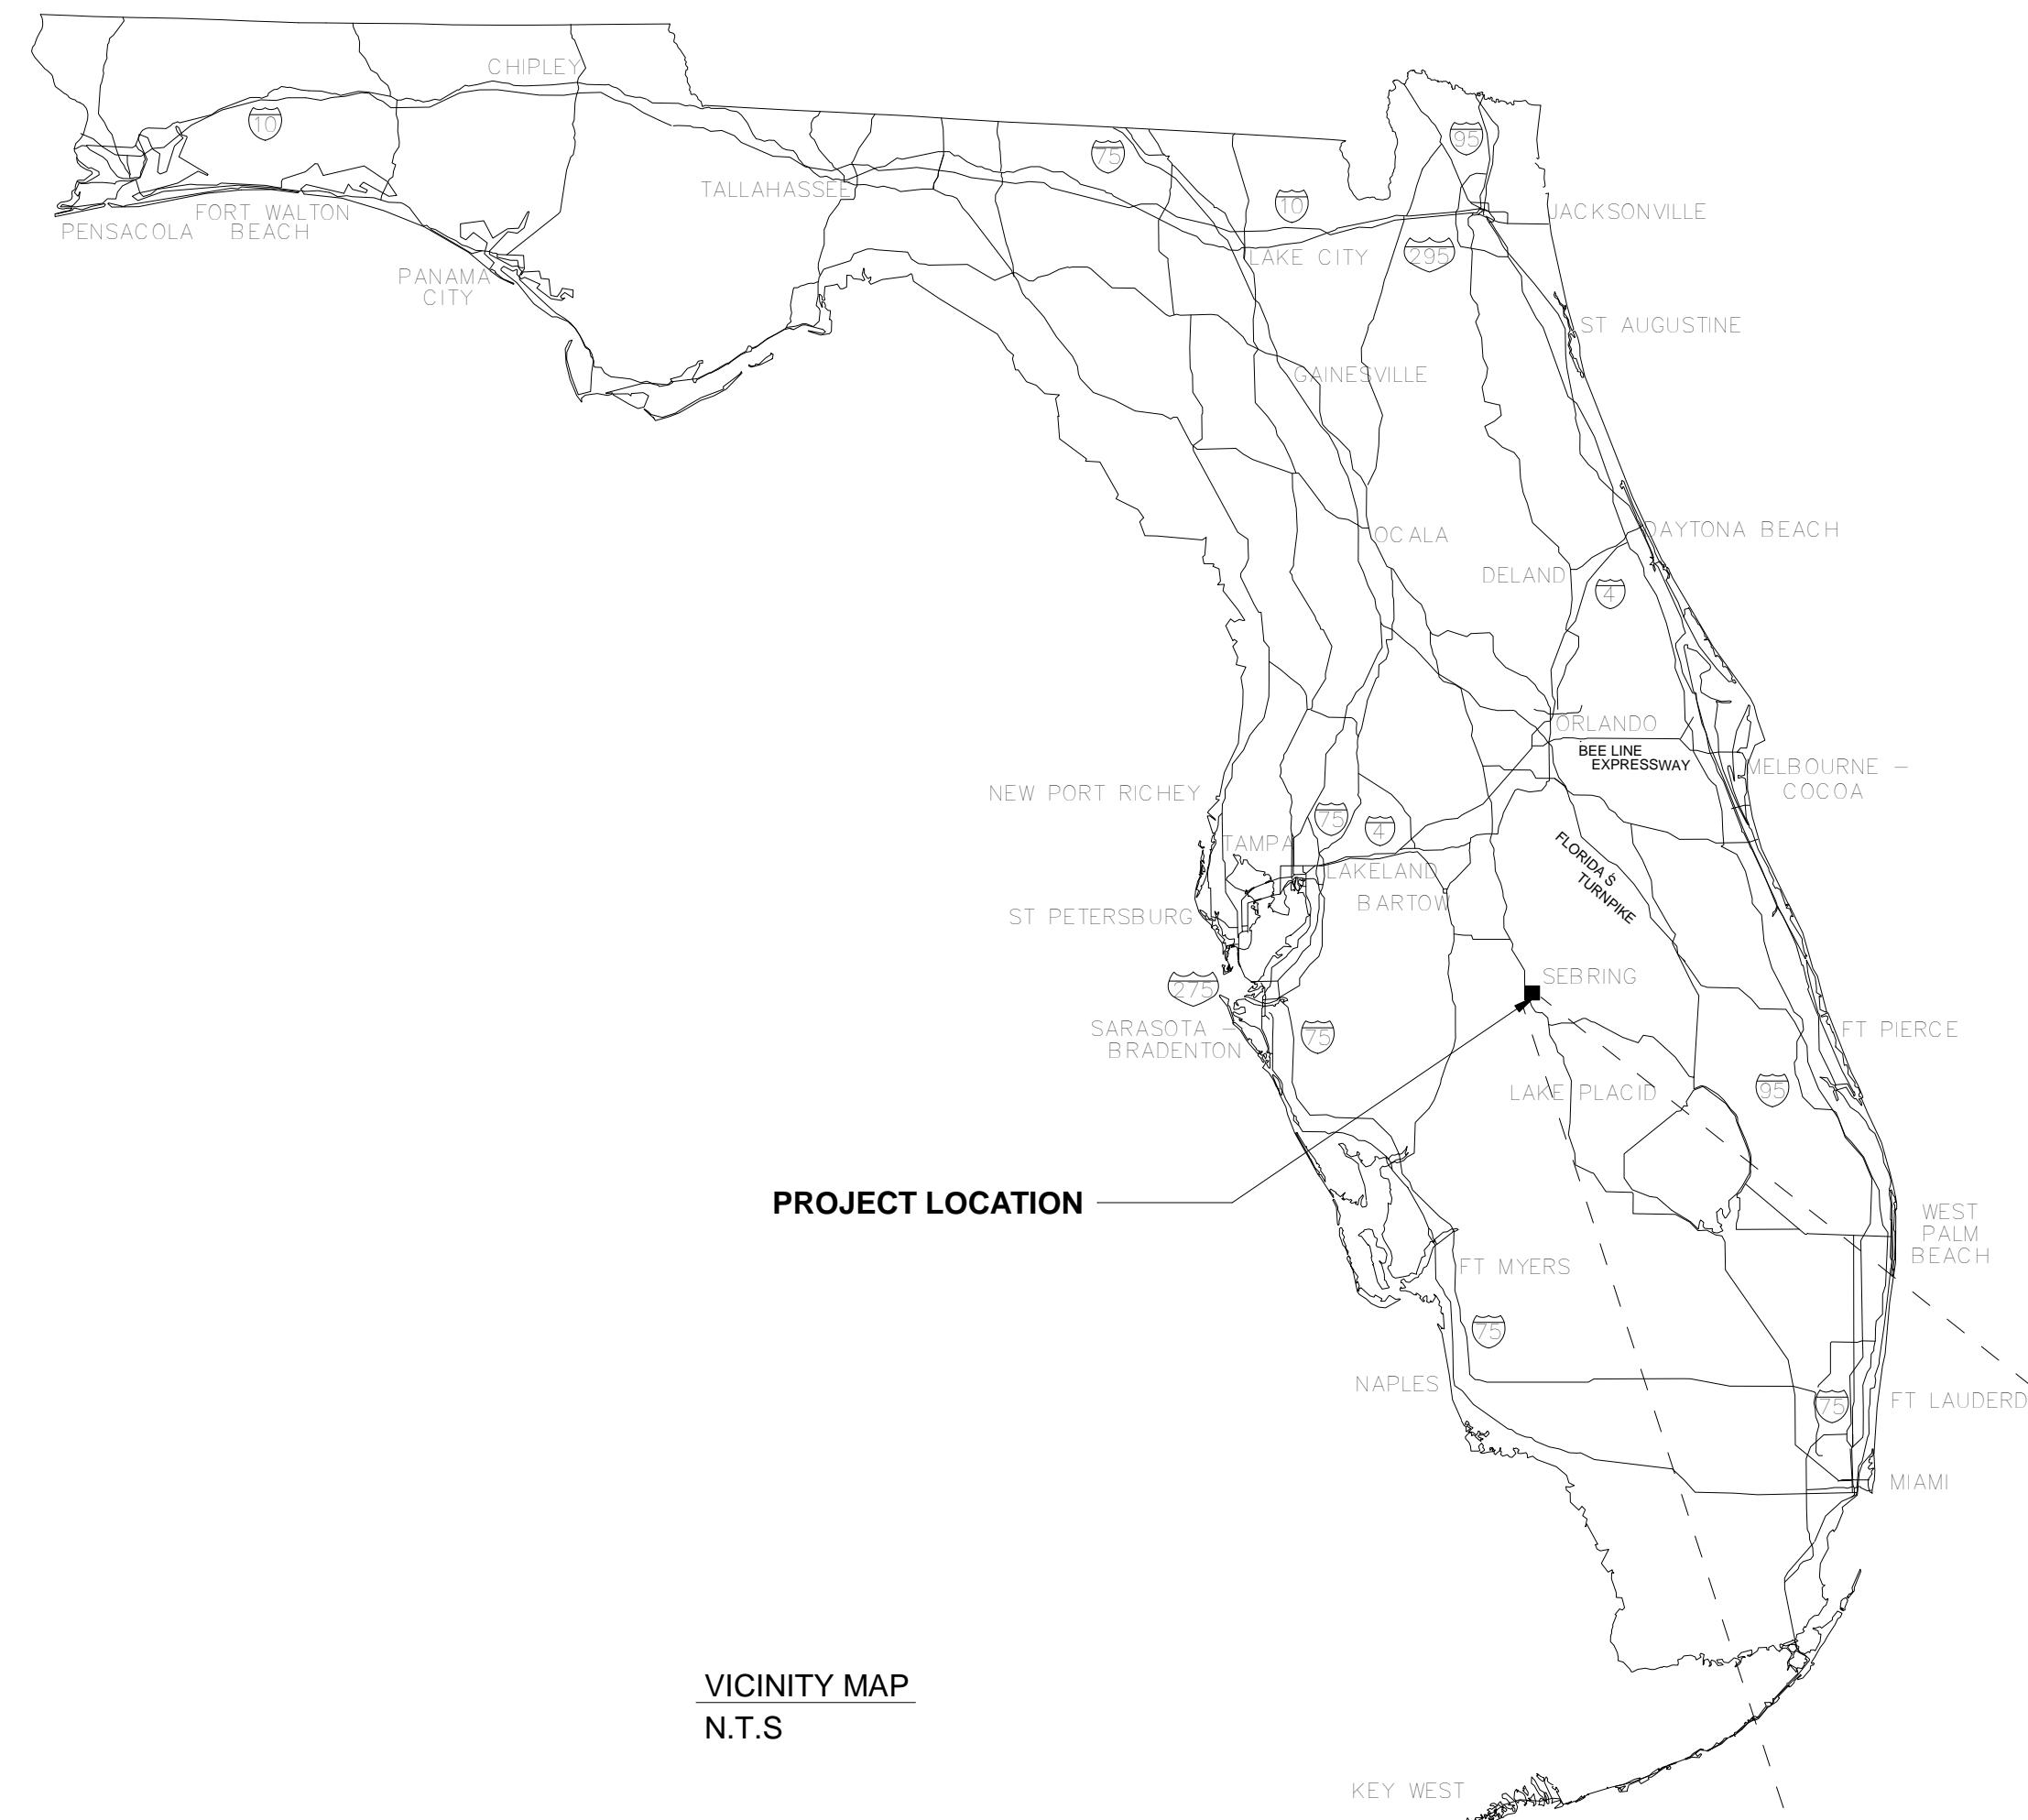 CHIPLEY
10
95
75
TALLAHASSEE
10
FORT WALTON
BEACH
PENSACOLA
JACKSONVILLE
LAKE CITY
295
PANAMA
CITY
ST AUGUSTINE
GAINESVILLE
OCALA
DAYTONA BEACH
DELAND
4
ORLANDO
BEE LINE
EXPRESSWAY
MELBOURNE –
COCOA
NEW PORT RICHEY
75
4
TAMPA
FLORIDA'S
TURNPIKE
LAKELAND
BARTOW
ST PETERSBURG
SEBRING
275
SARASOTA –
BRADENTON
75
FT PIERCE
LAKE PLACID
95
PROJECT LOCATION
WEST
PALM
BEACH
FT MYERS
75
NAPLES
75
FT LAUDERD
MIAMI
VICINITY MAP
N.T.S
KEY WEST